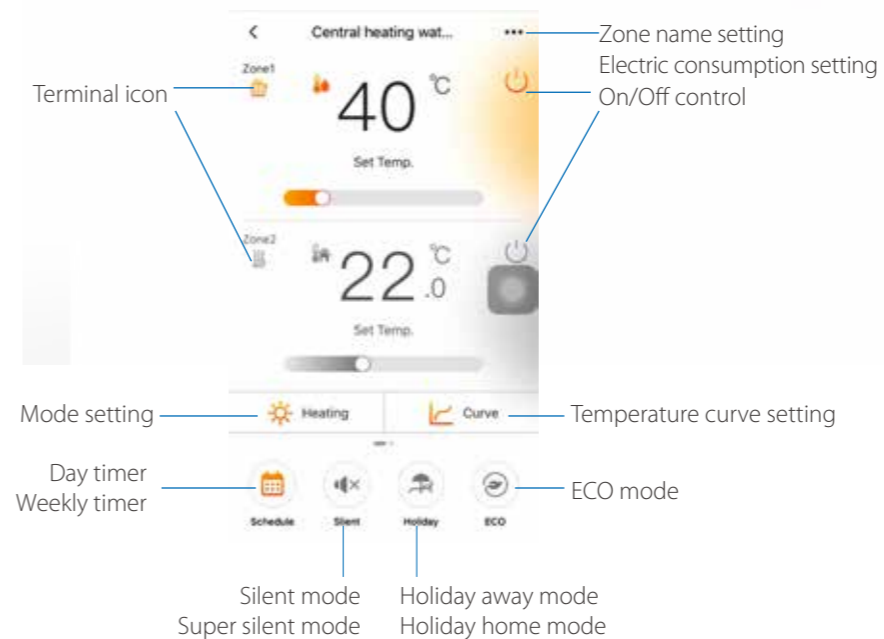 Central heating wat...
Zone name setting
Electric consumption setting
On/Off control
Terminal icon
Zone1
40 °C
Set Temp.
Zone2
22.0 °C
Set Temp.
Mode setting
Heating
Curve
Temperature curve setting
Day timer
Weekly timer
ECO mode
Schedule
Silent
Holiday
ECO
Silent mode
Super silent mode
Holiday away mode
Holiday home mode